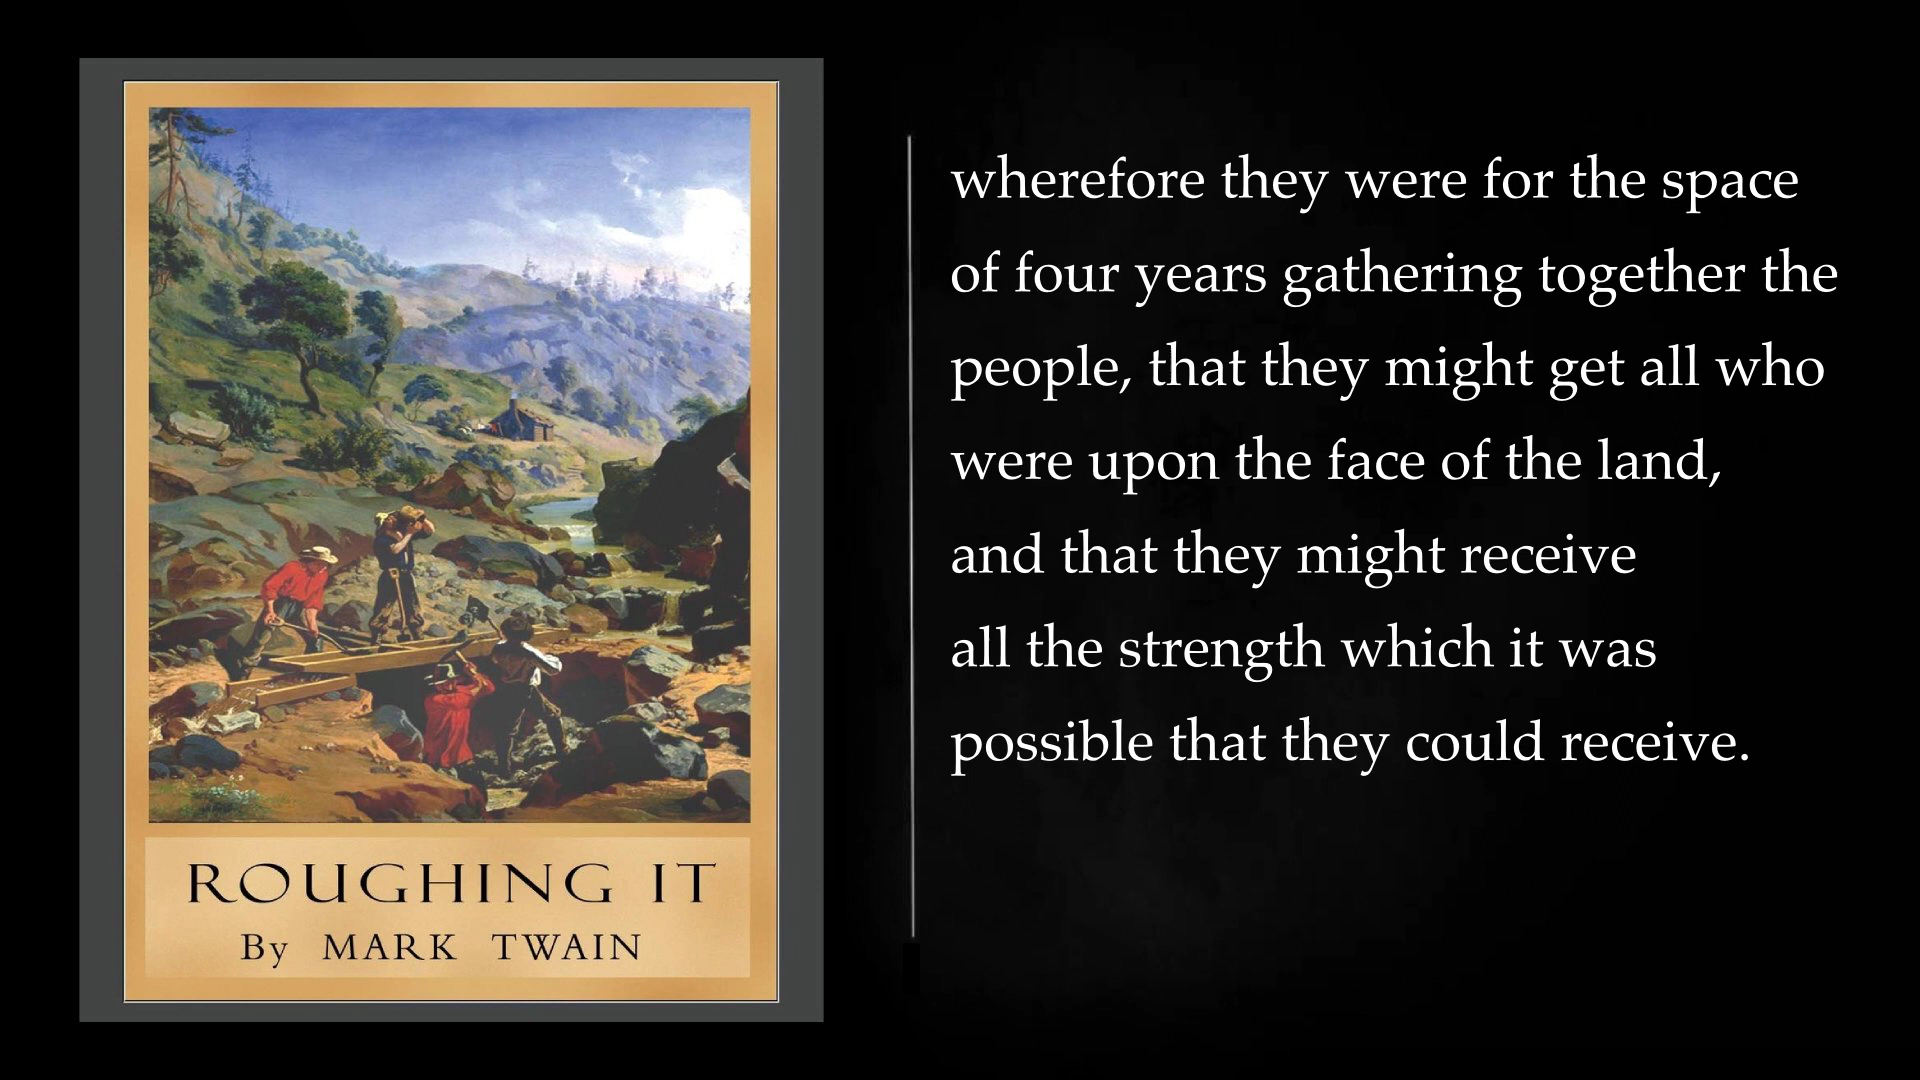 ROUGHING IT
By MARK TWAIN
wherefore they were for the space
of four years gathering together the
people, that they might get all who
were upon the face of the land,
and that they might receive
all the strength which it was
possible that they could receive.